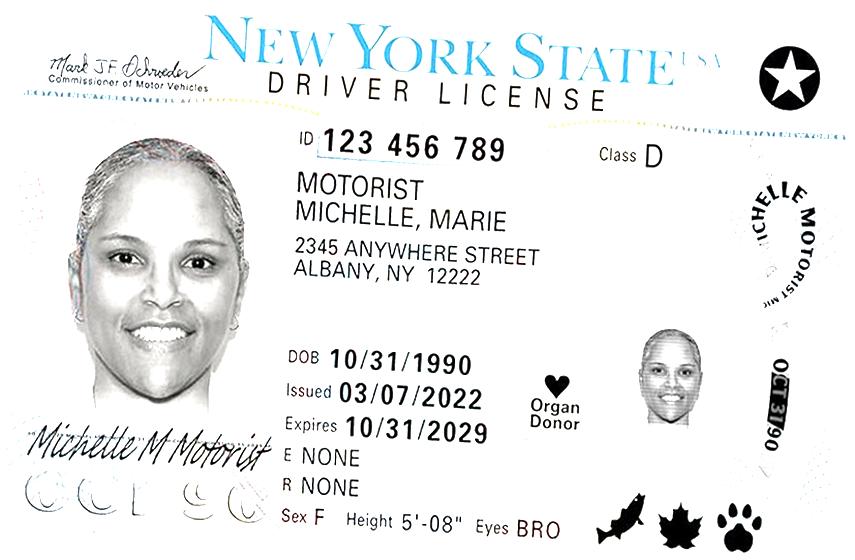 NEW YORK STATE USA
DRIVER LICENSE
Mark J.F. Schroeder
Commissioner of Motor Vehicles
ID 123 456 789
Class D
MOTORIST
MICHELLE, MARIE
2345 ANYWHERE STREET
ALBANY, NY 12222
DOB 10/31/1990
Issued 03/07/2022
Expires 10/31/2029
E NONE
R NONE
Sex F Height 5'-08" Eyes BRO
Organ
Donor
Michelle M Motorist
OCT 90
ICHELLE MOTORIST MIC
OCT 31/90